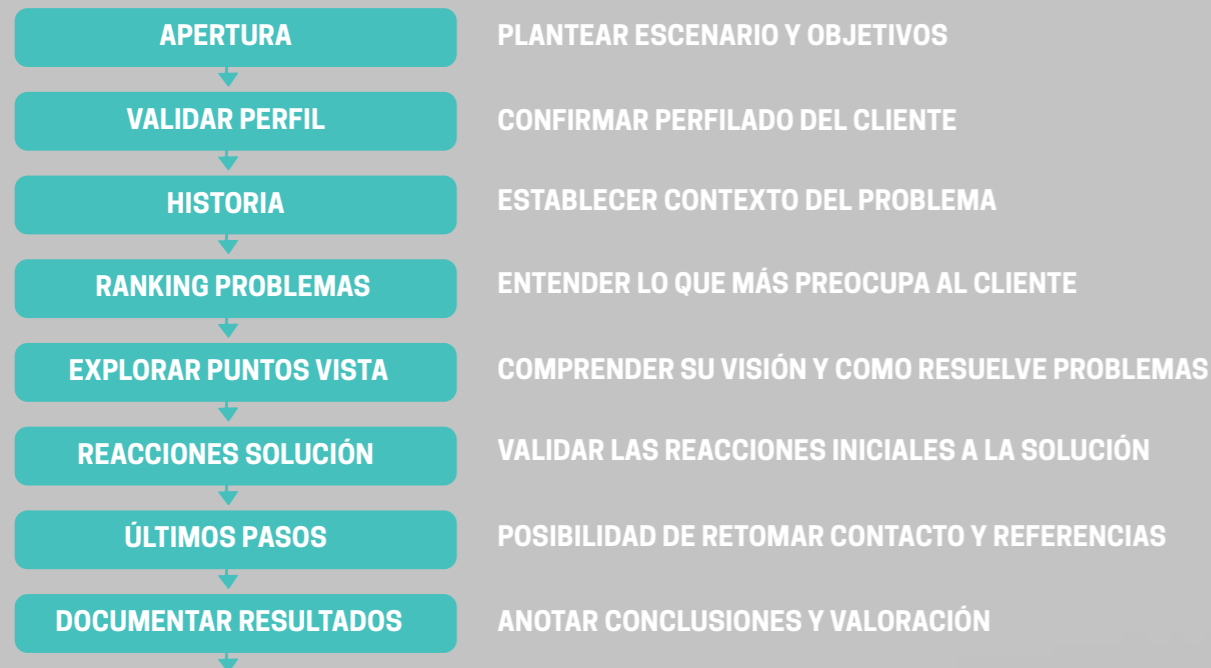 APERTURA
PLANTEAR ESCENARIO Y OBJETIVOS
VALIDAR PERFIL
CONFIRMAR PERFILADO DEL CLIENTE
HISTORIA
ESTABLECER CONTEXTO DEL PROBLEMA
RANKING PROBLEMAS
ENTENDER LO QUE MÁS PREOCUPA AL CLIENTE
EXPLORAR PUNTOS VISTA
COMPRENDER SU VISIÓN Y COMO RESUELVE PROBLEMAS
REACCIONES SOLUCIÓN
VALIDAR LAS REACCIONES INICIALES A LA SOLUCIÓN
ÚLTIMOS PASOS
POSIBILIDAD DE RETOMAR CONTACTO Y REFERENCIAS
DOCUMENTAR RESULTADOS
ANOTAR CONCLUSIONES Y VALORACIÓN